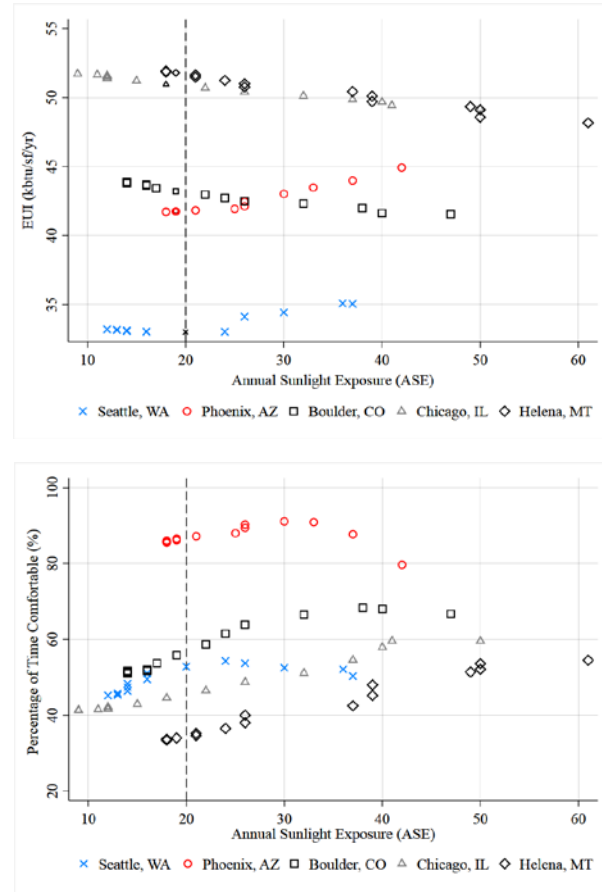 55
50
45
40
35
EUI (kbtu/sf/yr)
10 20 30 40 50 60
Annual Sunlight Exposure (ASE)
Seattle, WA Phoenix, AZ Boulder, CO Chicago, IL Helena, MT
100
80
60
40
20
Percentage of Time Comfortable (%)
10 20 30 40 50 60
Annual Sunlight Exposure (ASE)
Seattle, WA Phoenix, AZ Boulder, CO Chicago, IL Helena, MT